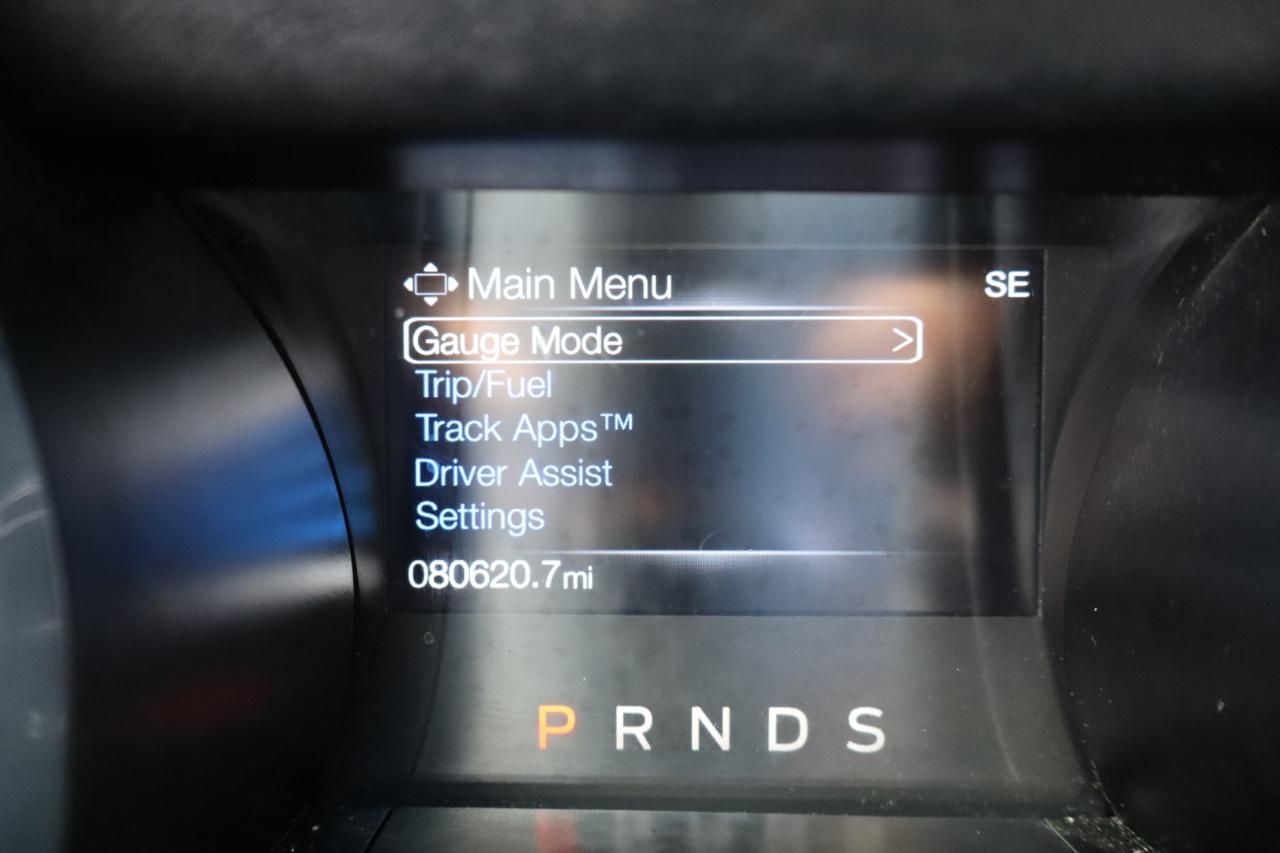 Main Menu SE
Gauge Mode >
Trip/Fuel
Track Apps™
Driver Assist
Settings
080620.7mi
P R N D S